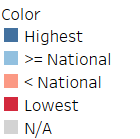 Color
Highest
>= National
< National
Lowest
N/A